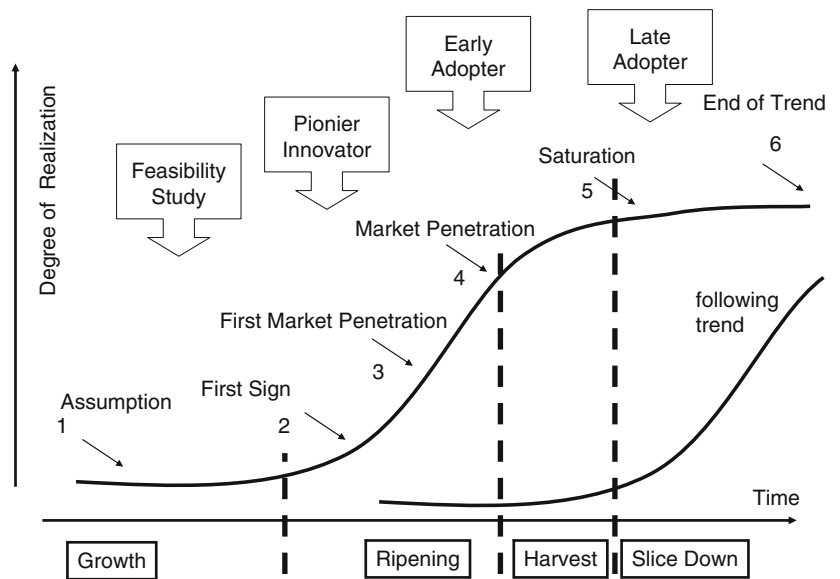 Early
Adopter
Late
Adopter
Pionier
Innovator
Feasibility
Study
End of Trend
6
Saturation
5
Market Penetration
4
First Market Penetration
3
First Sign
2
Assumption
1
following
trend
Degree of Realization
Time
Growth
Ripening
Harvest
Slice Down